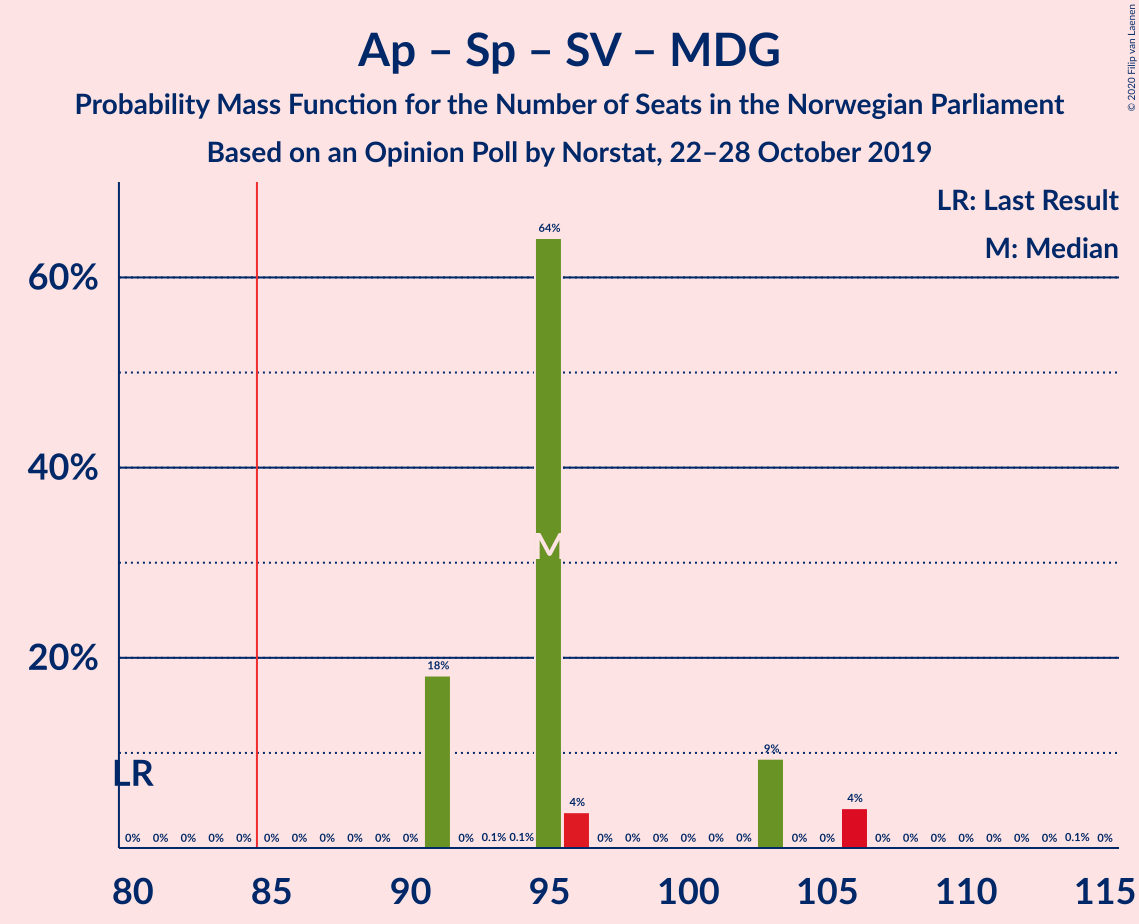 Ap – Sp – SV – MDG
Probability Mass Function for the Number of Seats in the Norwegian Parliament
Based on an Opinion Poll by Norstat, 22–28 October 2019
© 2020 Filip van Laenen
LR: Last Result
M: Median
60%
40%
20%
64%
M
18%
9%
4%
4%
LR
0% 0% 0% 0% 0% 0% 0% 0% 0% 0% 0% 0% 0.1% 0.1% 0% 0% 0% 0% 0% 0% 0% 0% 0% 0% 0% 0% 0% 0% 0% 0.1% 0%
80 85 90 95 100 105 110 115